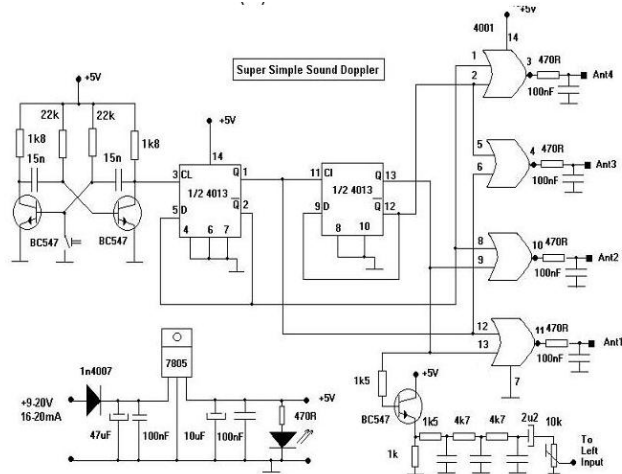 +5V
4001
14
Super Simple Sound Doppler
1
2
3
470R
100nF
Ant4
+5V
22k
22k
1k8
1k8
15n
15n
BC547
BC547
+5V
14
3
CL
Q
1
1/2 4013
5
D
Q
2
4
6
7
11
CI
Q
13
1/2 4013
9
D
Q
12
8
10
5
6
4
470R
100nF
Ant3
8
9
10
470R
100nF
Ant2
12
13
11
470R
100nF
Ant1
7
1n4007
7805
+9-20V
16-20mA
47uF
100nF
10uF
100nF
470R
+5V
1k5
+5V
BC547
1k
1k5
4k7
4k7
2u2
10k
To
Left
Input